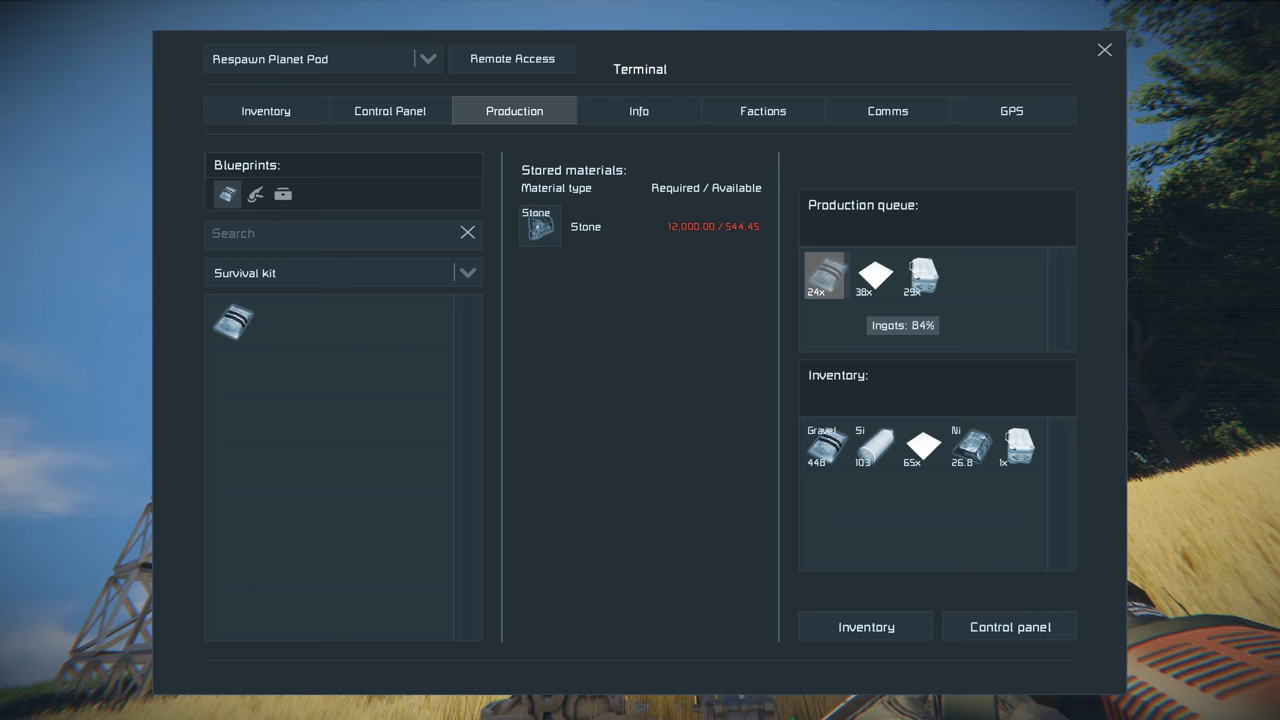 Respawn Planet Pod
Remote Access
Terminal
Inventory
Control Panel
Production
Info
Factions
Comms
GPS
Blueprints:
Search
Survival kit
Stored materials:
Material type
Required / Available
Stone
Stone
12,000.00 / 544.45
Production queue:
24x
38x
29x
Ingots: 84%
Inventory:
Gravel
448
Si
103
65x
Ni
26.8
1x
Inventory
Control panel